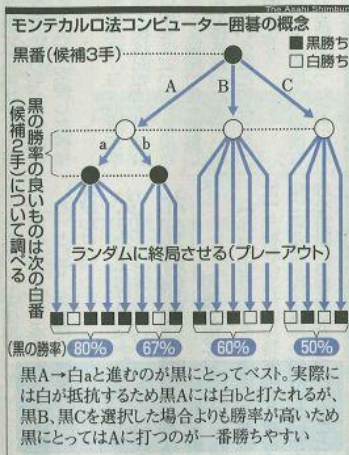 The Asahi Shimbun
モンテカルロ法コンピューター囲碁の概念
黒番(候補3手)
■黒勝ち
□白勝ち
A
B
C
a
b
黒の勝率の良いものは次の白番
(候補2手)について調べる
ランダムに終局させる(プレーアウト)
(黒の勝率) 80% 67% 60% 50%
黒A→白aと進むのが黒にとってベスト。実際に
は白が抵抗するため黒Aには白bと打たれるが、
黒B、黒Cを選択した場合よりも勝率が高いため
黒にとってはAに打つのが一番勝ちやすい